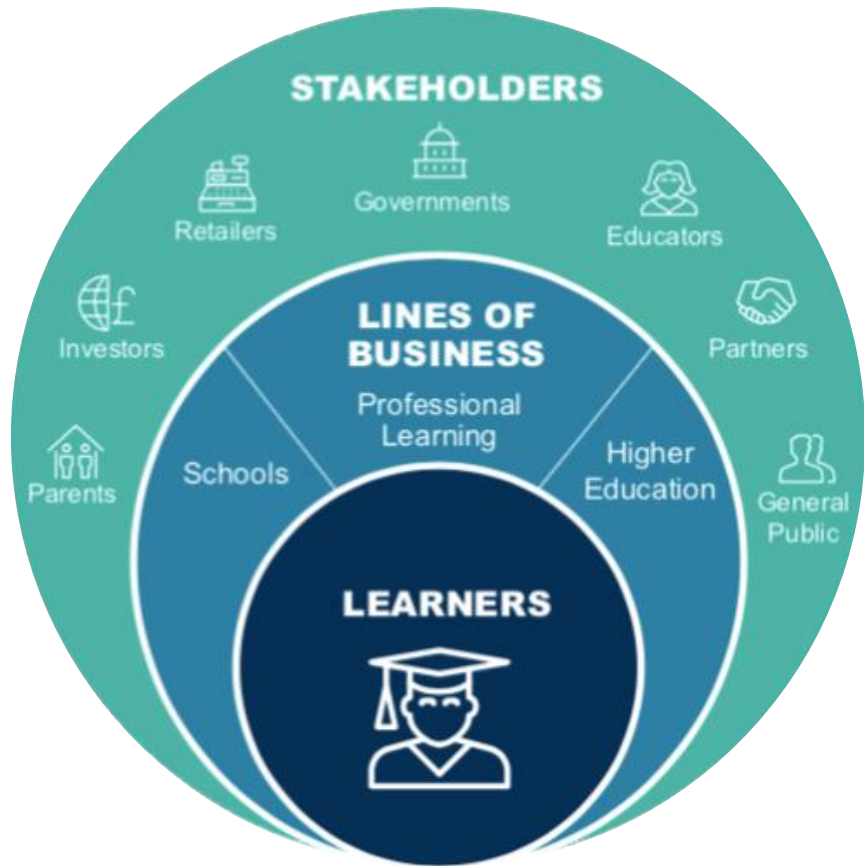 STAKEHOLDERS
Governments
Retailers
Educators
Investors
Partners
Parents
General
Public
LINES OF
BUSINESS
Professional
Learning
Schools
Higher
Education
LEARNERS